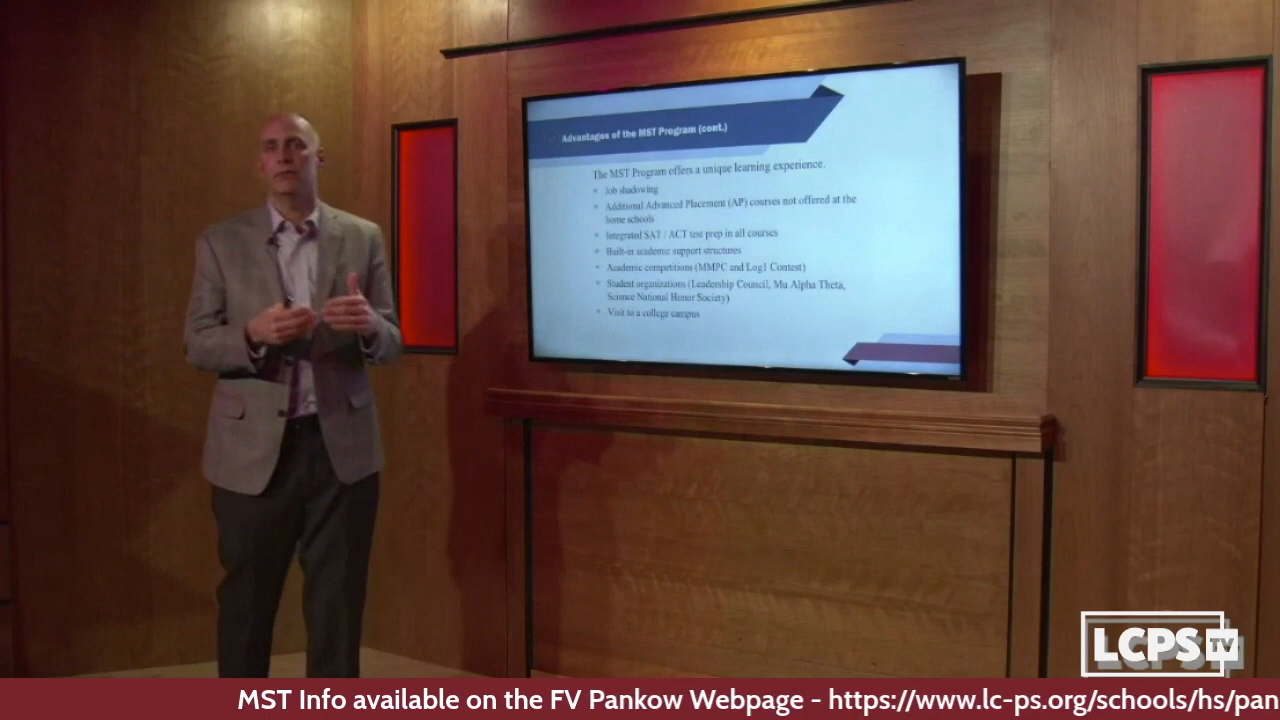 Advantages of the MST Program (cont.)
The MST Program offers a unique learning experience.
Job shadowing
Additional Advanced Placement (AP) courses not offered at the
home schools
Integrated SAT / ACT test prep in all courses
Built-in academic support structures
Academic competitions (MMPC and Log1 Contest)
Student organizations (Leadership Council, Mu Alpha Theta,
Science National Honor Society)
Visit to a college campus
LCPS TV
MST Info available on the FV Pankow Webpage - https://www.lc-ps.org/schools/hs/pan